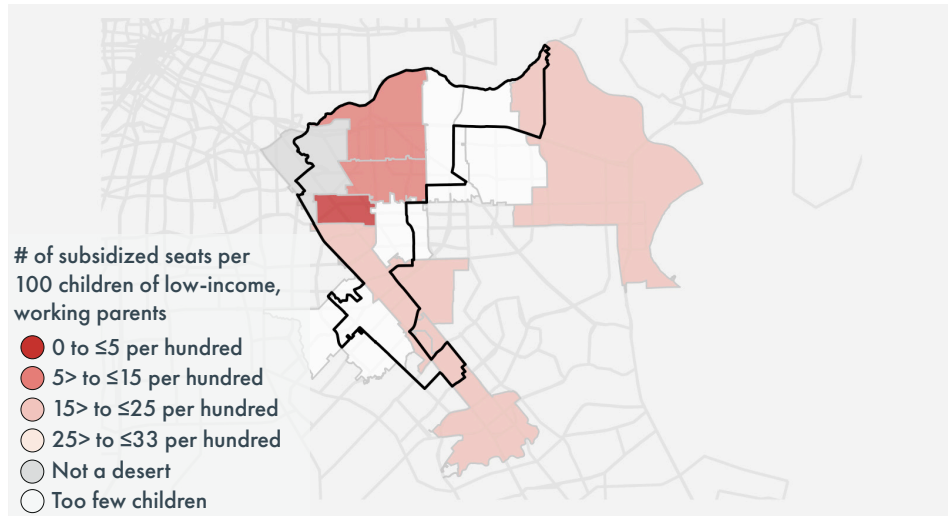 # of subsidized seats per
100 children of low-income,
working parents
0 to ≤5 per hundred
5> to ≤15 per hundred
15> to ≤25 per hundred
25> to ≤33 per hundred
Not a desert
Too few children